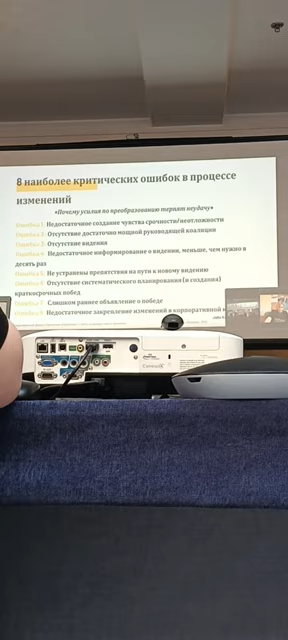 8 наиболее критических ошибок в процессе
изменений
«Почему усилия по преобразованию терпят неудачу»
Ошибка 1. Недостаточное создание чувства срочности/неотложности
Ошибка 2. Отсутствие достаточно мощной руководящей коалиции
Ошибка 3. Отсутствие видения
Ошибка 4. Недостаточное информирование о видении, меньше, чем нужно в
десять раз
Ошибка 5. Не устранены препятствия на пути к новому видению
Ошибка 6. Отсутствие систематического планирования (и создания)
краткосрочных побед
Ошибка 7. Слишком раннее объявление о победе
Ошибка 8. Недостаточное закрепление изменений в корпоративной